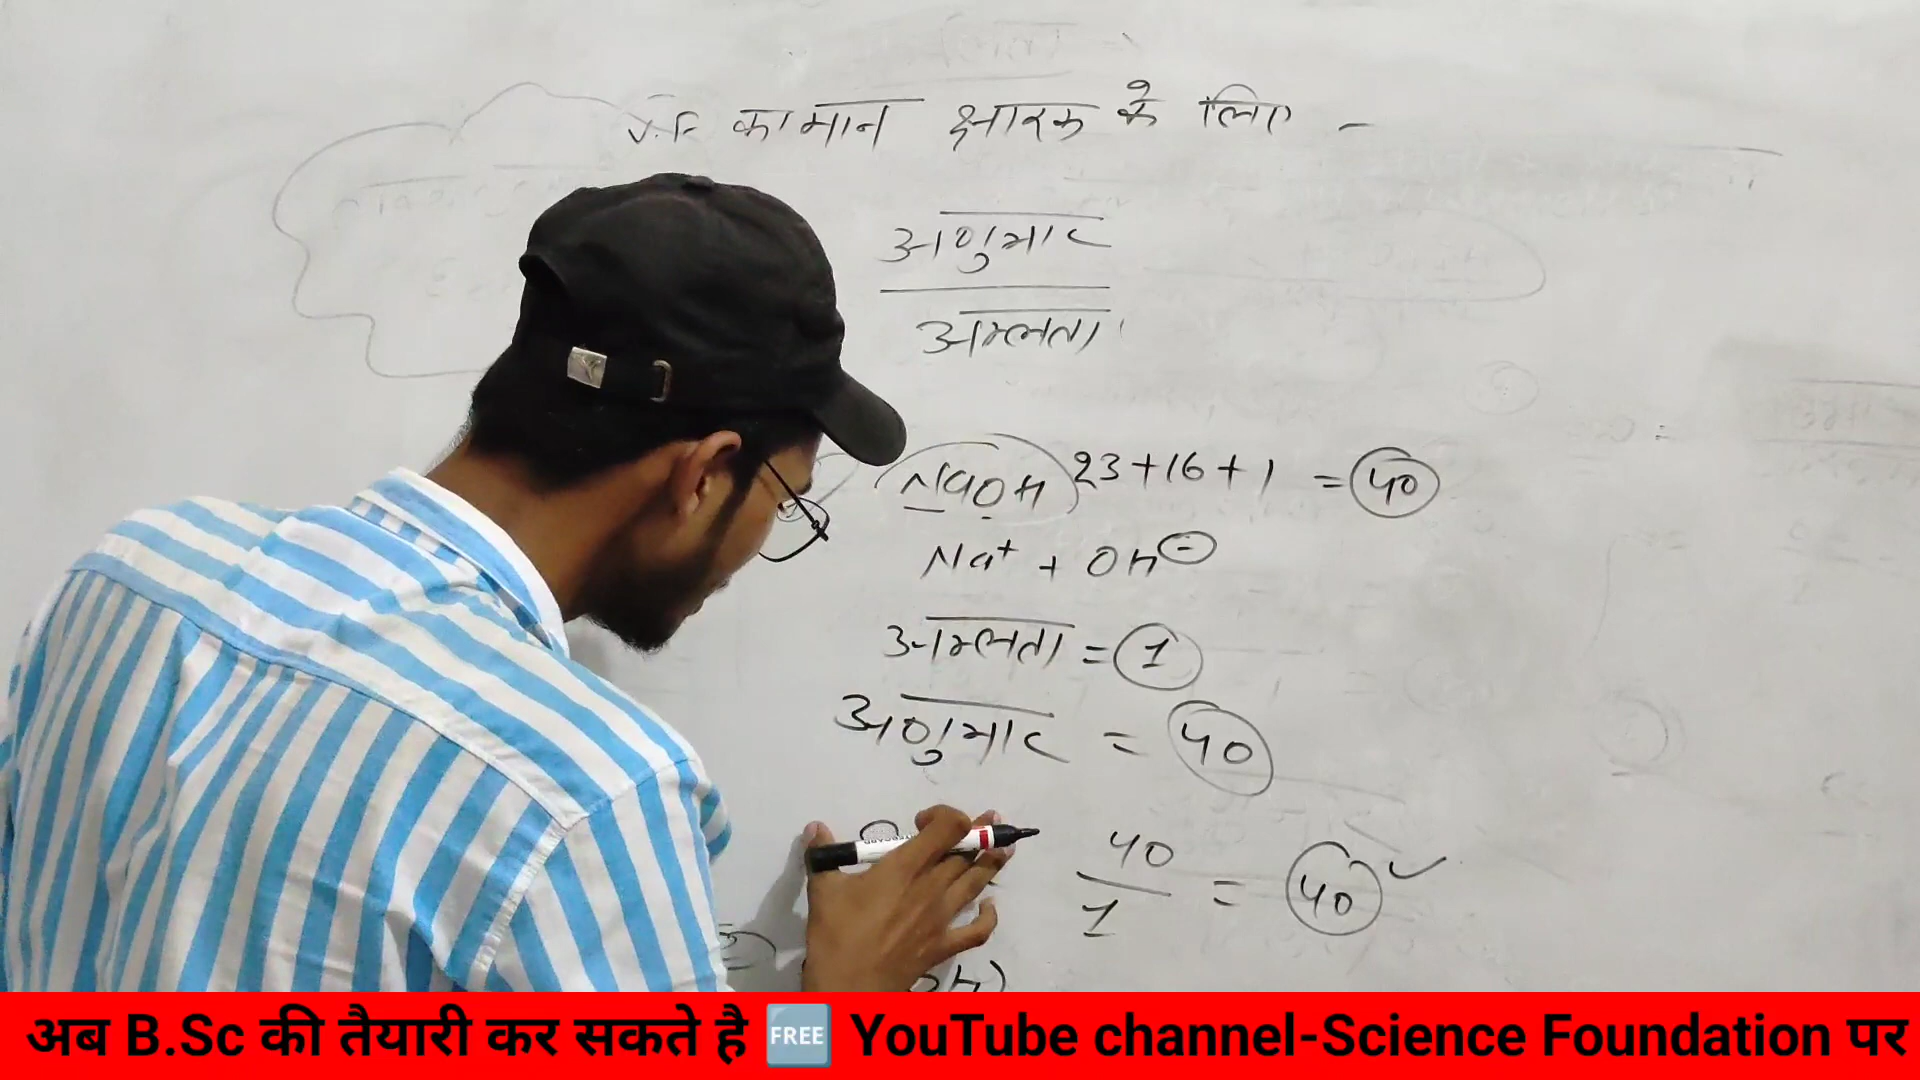 V.F का मान क्षारक के लिए -
अणुभार
अम्लता
NaOH 23+16+1 = 40
Na+ + OH-
अम्लता = 1
अणुभार = 40
40
1
= 40 ✓
OH)
अब B.Sc की तैयारी कर सकते है FREE YouTube channel-Science Foundation पर